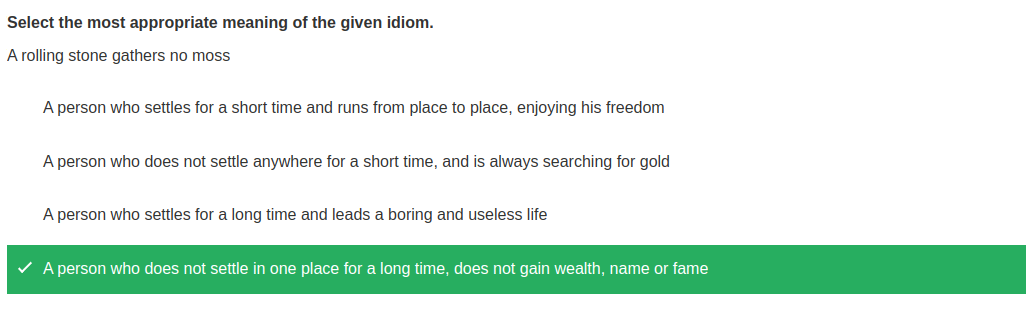 Select the most appropriate meaning of the given idiom.
A rolling stone gathers no moss
A person who settles for a short time and runs from place to place, enjoying his freedom
A person who does not settle anywhere for a short time, and is always searching for gold
A person who settles for a long time and leads a boring and useless life
A person who does not settle in one place for a long time, does not gain wealth, name or fame